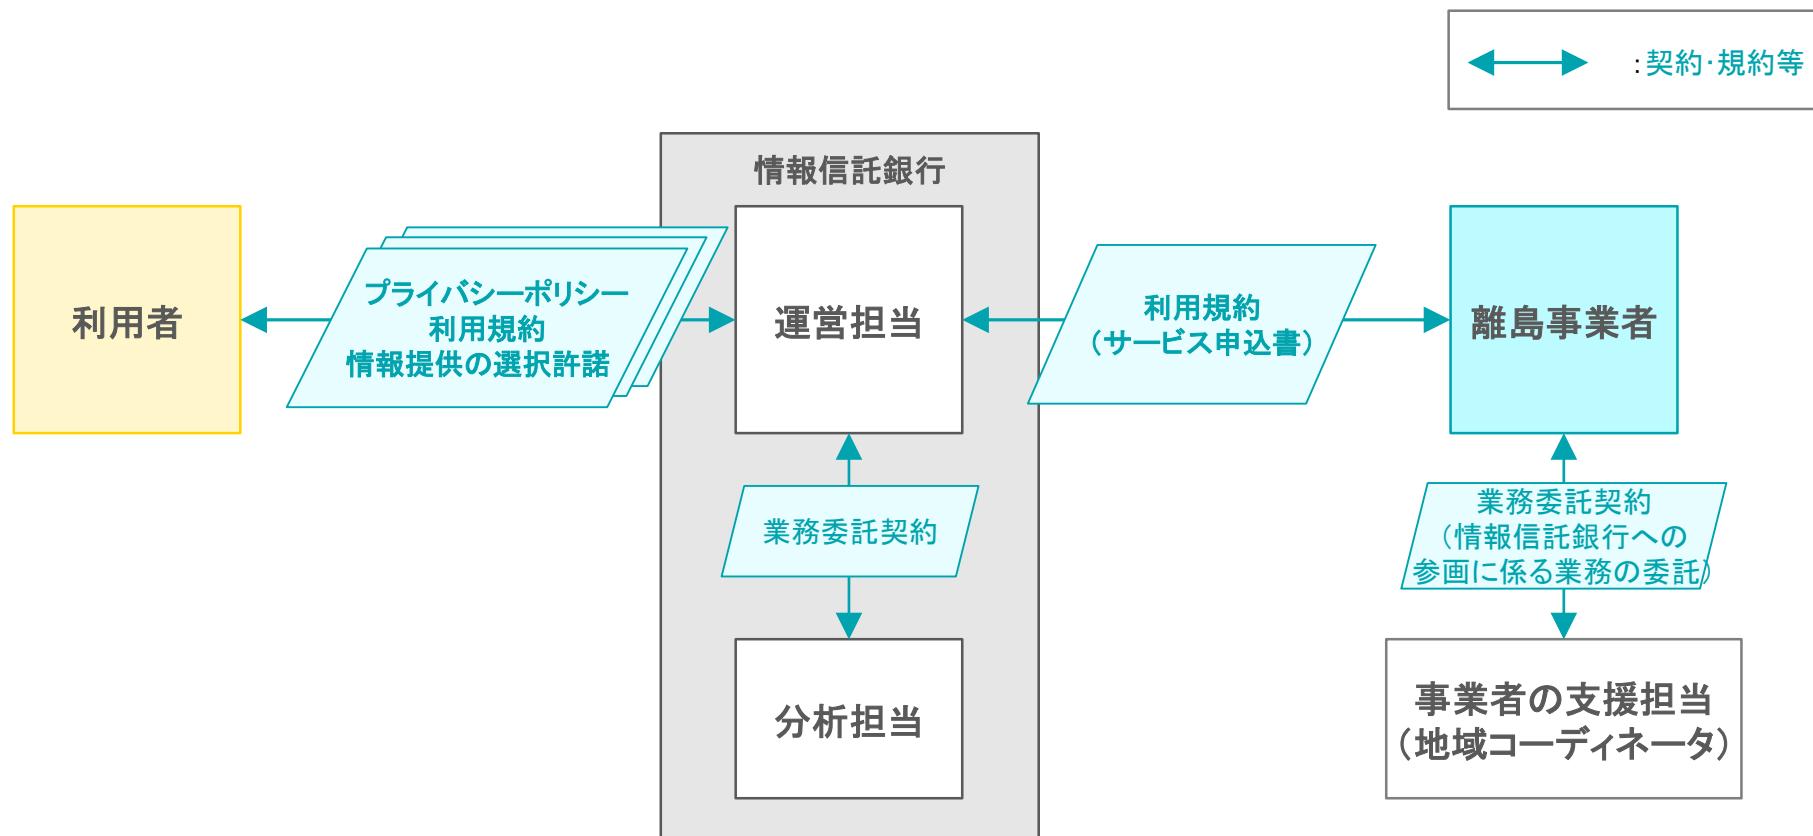 ：契約・規約等
情報信託銀行
利用者
プライバシーポリシー
利用規約
情報提供の選択許諾
運営担当
利用規約
（サービス申込書）
離島事業者
業務委託契約
業務委託契約
（情報信託銀行への
参画に係る業務の委託）
分析担当
事業者の支援担当
（地域コーディネータ）